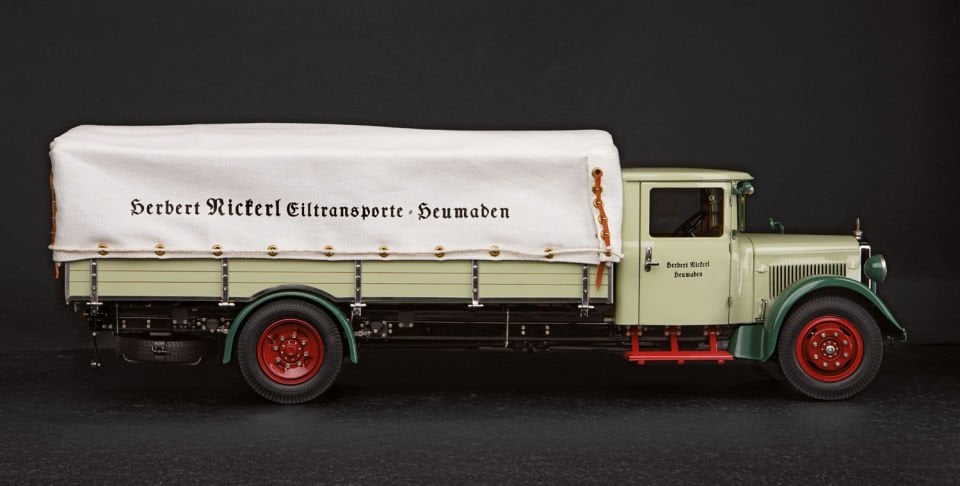 Herbert Nickerl Eiltransporte - Heumaden
Herbert Nickerl
Heumaden